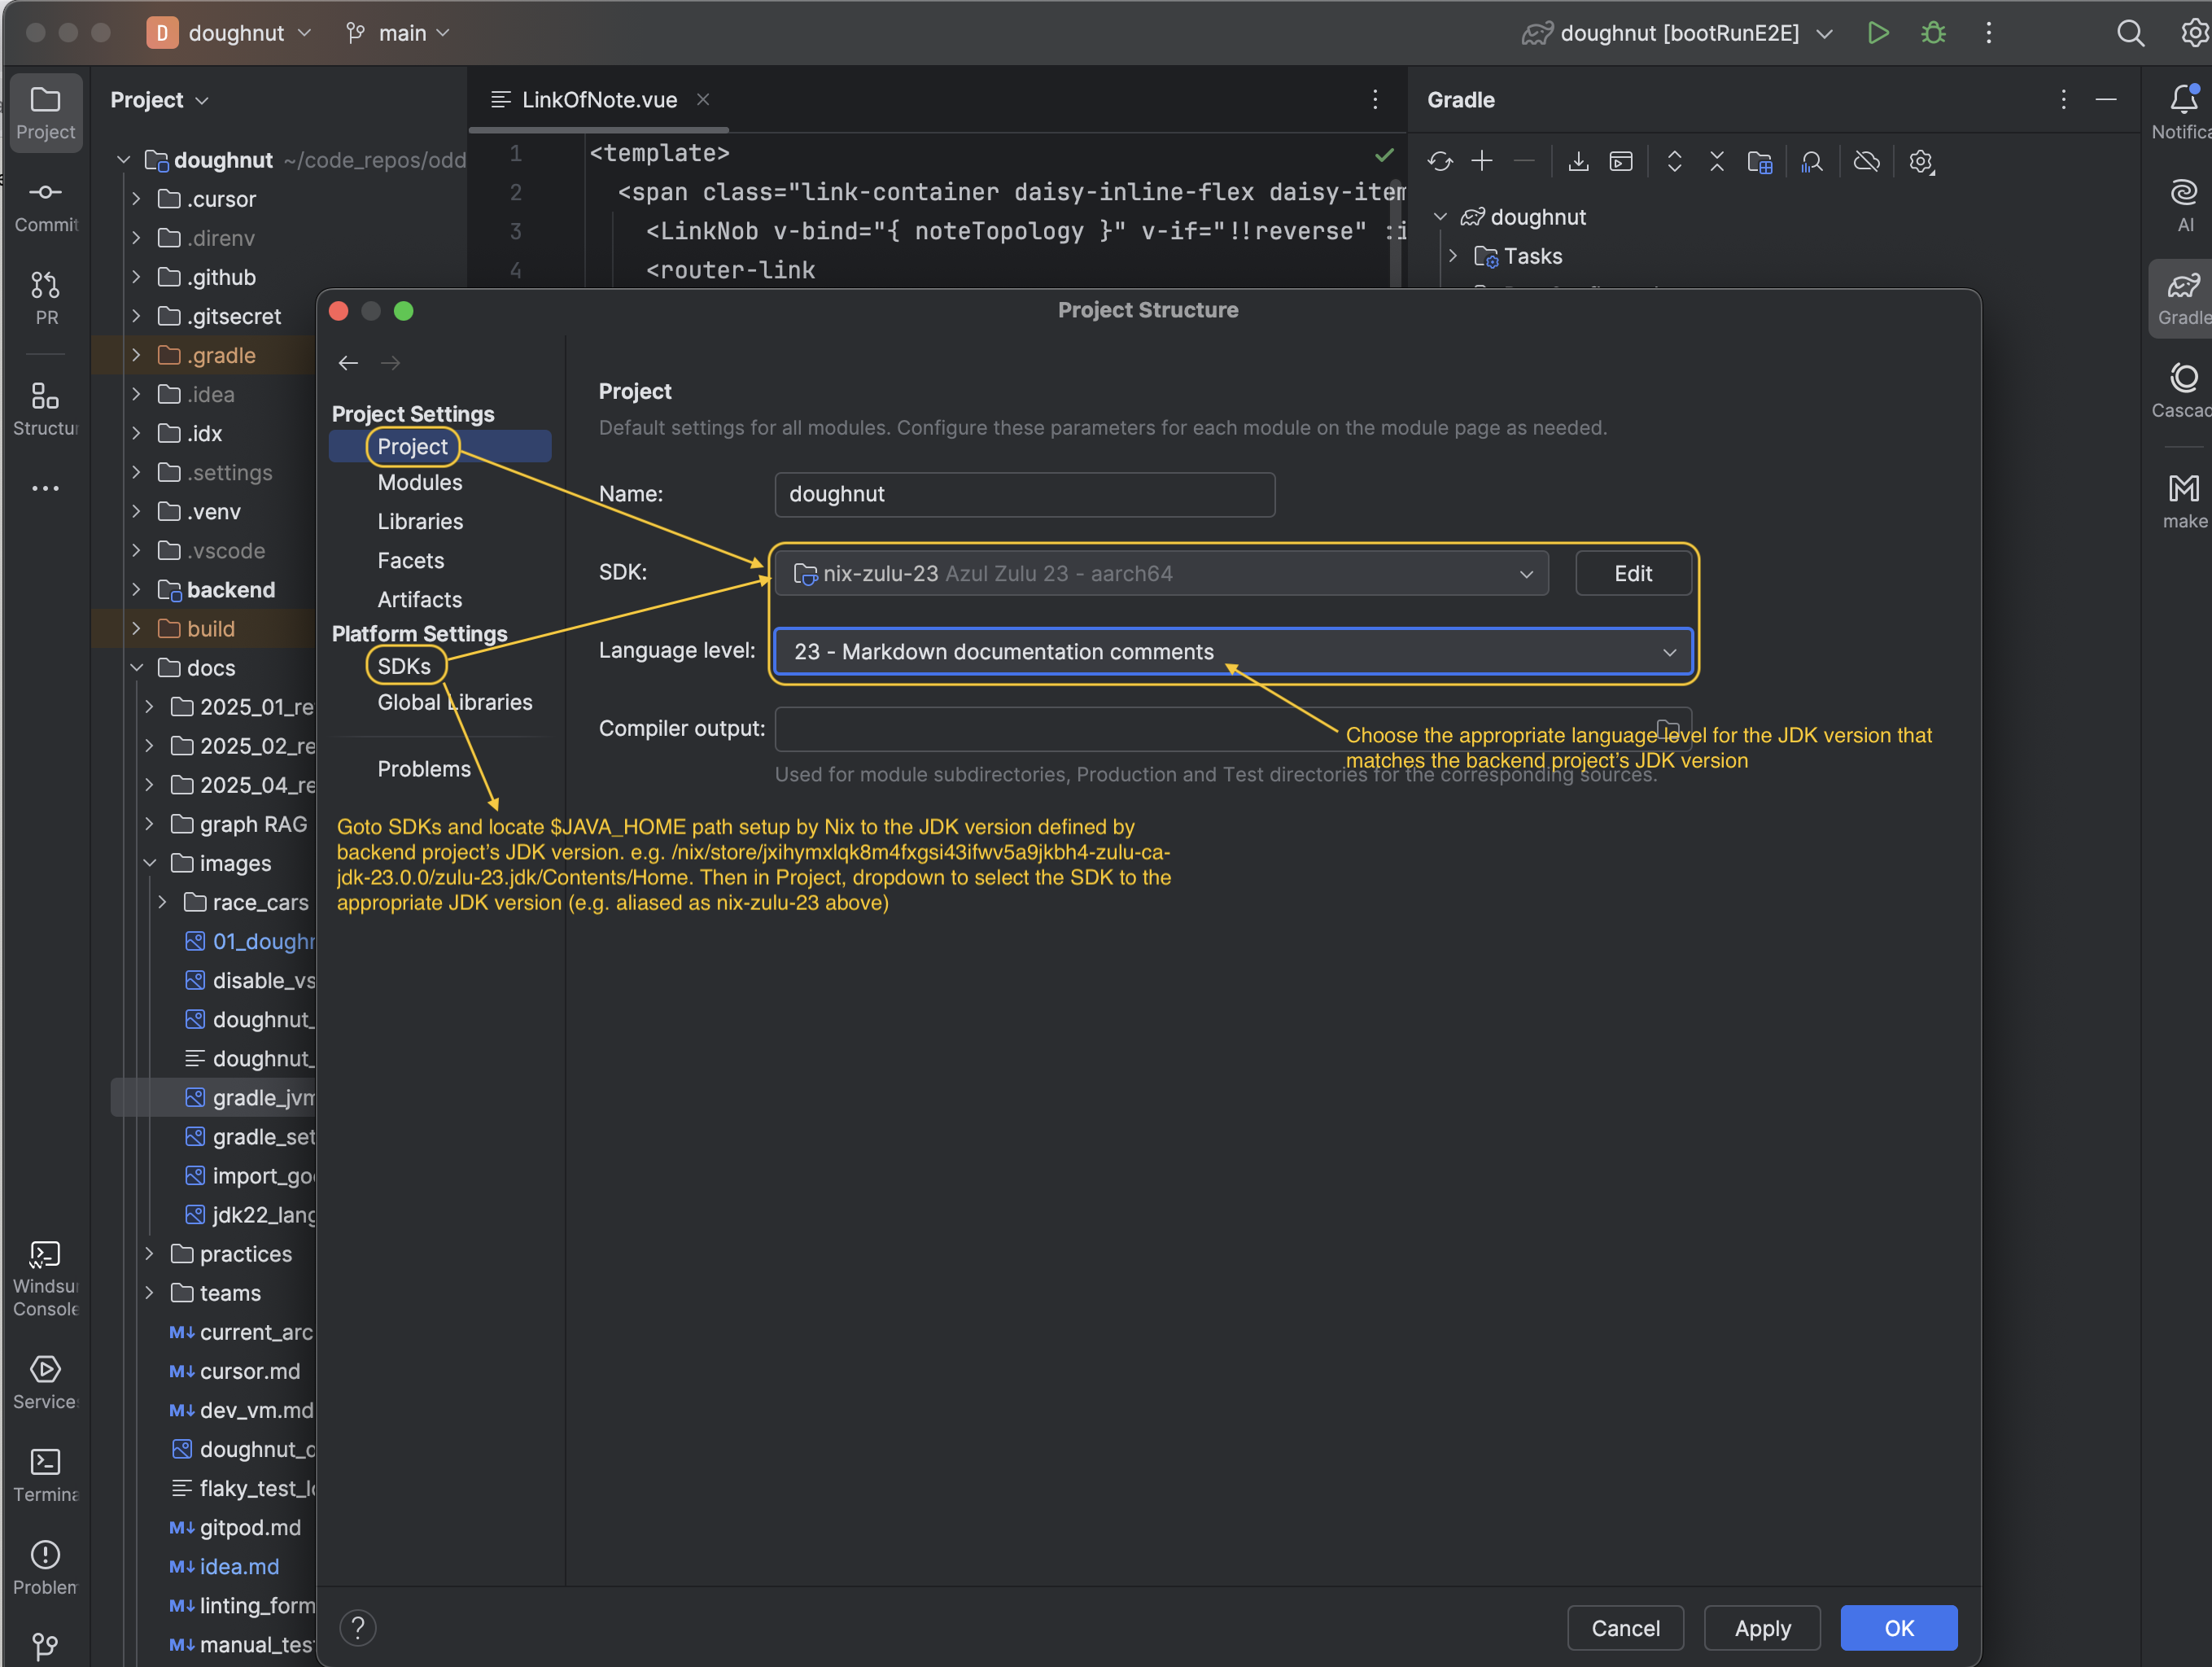 D doughnut
main
doughnut [bootRunE2E]
Project
Commit
PR
Structu
Windsu
Console
Service
Termina
Problem
Project
doughnut ~/code_repos/odd
.cursor
.direnv
.github
.gitsecret
.gradle
.idea
.idx
.settings
.venv
.vscode
backend
build
docs
2025_01_re
2025_02_re
2025_04_re
graph RAG
images
race_cars
01_doughr
disable_vs
doughnut_
doughnut_
gradle_jvm
gradle_set
import_goo
jdk22_lang
practices
teams
M↓ current_arc
M↓ cursor.md
M↓ dev_vm.md
doughnut_c
flaky_test_lo
M↓ gitpod.md
M↓ idea.md
M↓ linting_form
M↓ manual_test
LinkOfNote.vue
1 <template>
2 <span class="link-container daisy-inline-flex daisy-item
3 <LinkNob v-bind="{ noteTopology }" v-if="!!reverse" :i
4 <router-link
Gradle
doughnut
Tasks
Notifica
AI
Gradle
Cascad
make
Project Structure
Project Settings
Project
Modules
Libraries
Facets
Artifacts
Platform Settings
SDKs
Global Libraries
Problems
Project
Default settings for all modules. Configure these parameters for each module on the module page as needed.
Name: doughnut
SDK: nix-zulu-23 Azul Zulu 23 - aarch64 Edit
Language level: 23 - Markdown documentation comments
Compiler output:
Used for module subdirectories, Production and Test directories for the corresponding sources.
Choose the appropriate language level for the JDK version that
matches the backend project's JDK version
Goto SDKs and locate $JAVA_HOME path setup by Nix to the JDK version defined by
backend project's JDK version. e.g. /nix/store/jxihymxlqk8m4fxgsi43ifwv5a9jkbh4-zulu-ca-
jdk-23.0.0/zulu-23.jdk/Contents/Home. Then in Project, dropdown to select the SDK to the
appropriate JDK version (e.g. aliased as nix-zulu-23 above)
?
Cancel
Apply
OK